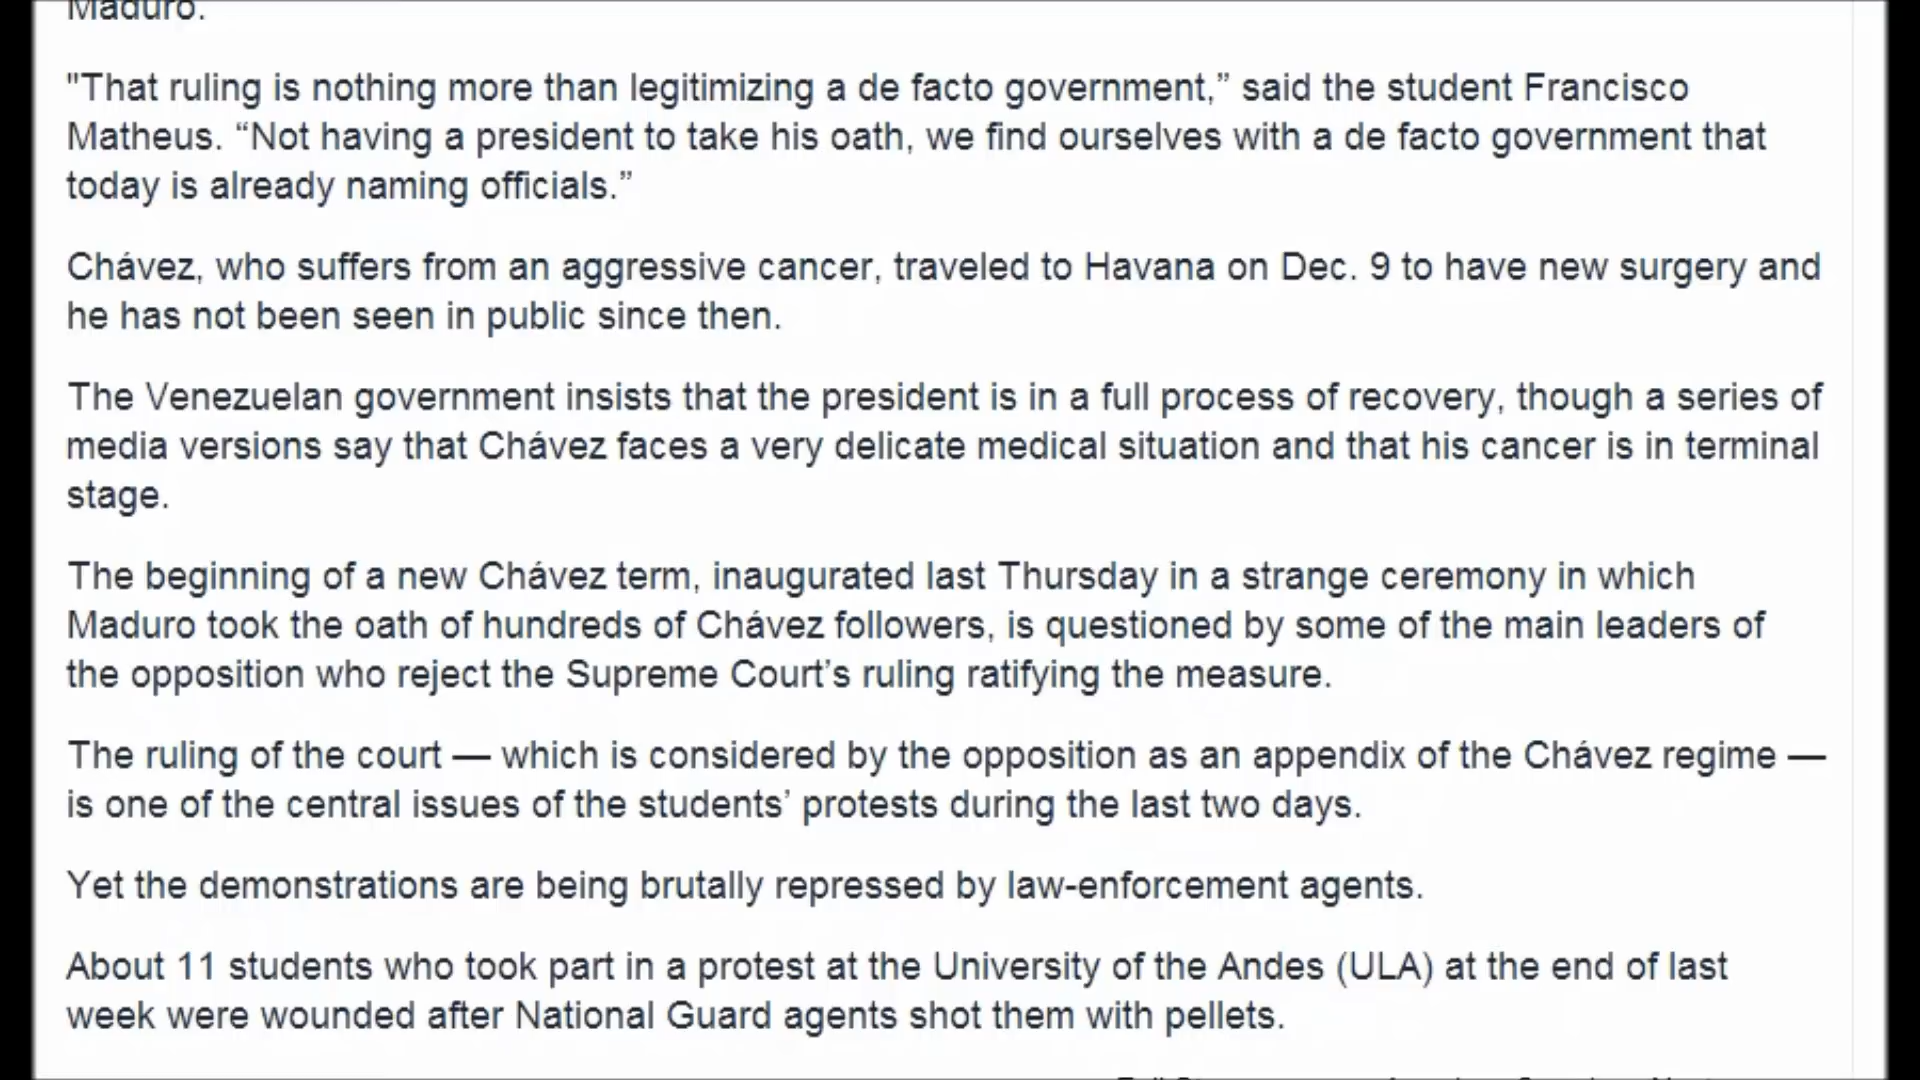 Maduro.
"That ruling is nothing more than legitimizing a de facto government,” said the student Francisco
Matheus. “Not having a president to take his oath, we find ourselves with a de facto government that
today is already naming officials.”
Chávez, who suffers from an aggressive cancer, traveled to Havana on Dec. 9 to have new surgery and
he has not been seen in public since then.
The Venezuelan government insists that the president is in a full process of recovery, though a series of
media versions say that Chávez faces a very delicate medical situation and that his cancer is in terminal
stage.
The beginning of a new Chávez term, inaugurated last Thursday in a strange ceremony in which
Maduro took the oath of hundreds of Chávez followers, is questioned by some of the main leaders of
the opposition who reject the Supreme Court’s ruling ratifying the measure.
The ruling of the court — which is considered by the opposition as an appendix of the Chávez regime —
is one of the central issues of the students’ protests during the last two days.
Yet the demonstrations are being brutally repressed by law-enforcement agents.
About 11 students who took part in a protest at the University of the Andes (ULA) at the end of last
week were wounded after National Guard agents shot them with pellets.